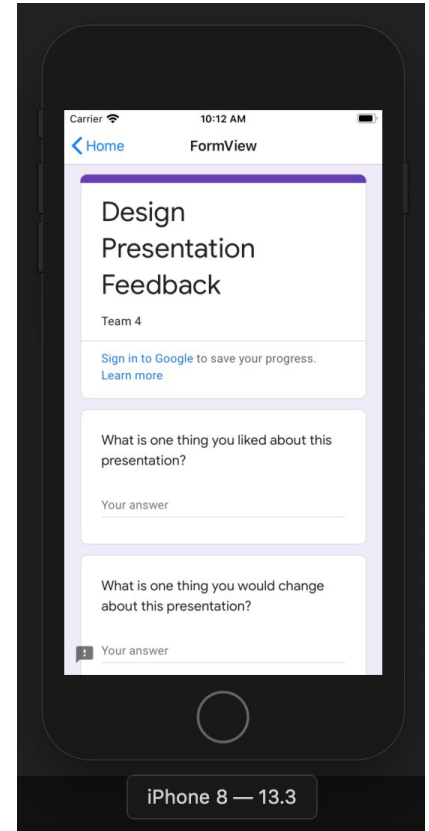 Carrier 10:12 AM
Home FormView
Design
Presentation
Feedback
Team 4
Sign in to Google to save your progress.
Learn more
What is one thing you liked about this
presentation?
Your answer
What is one thing you would change
about this presentation?
Your answer
iPhone 8 — 13.3